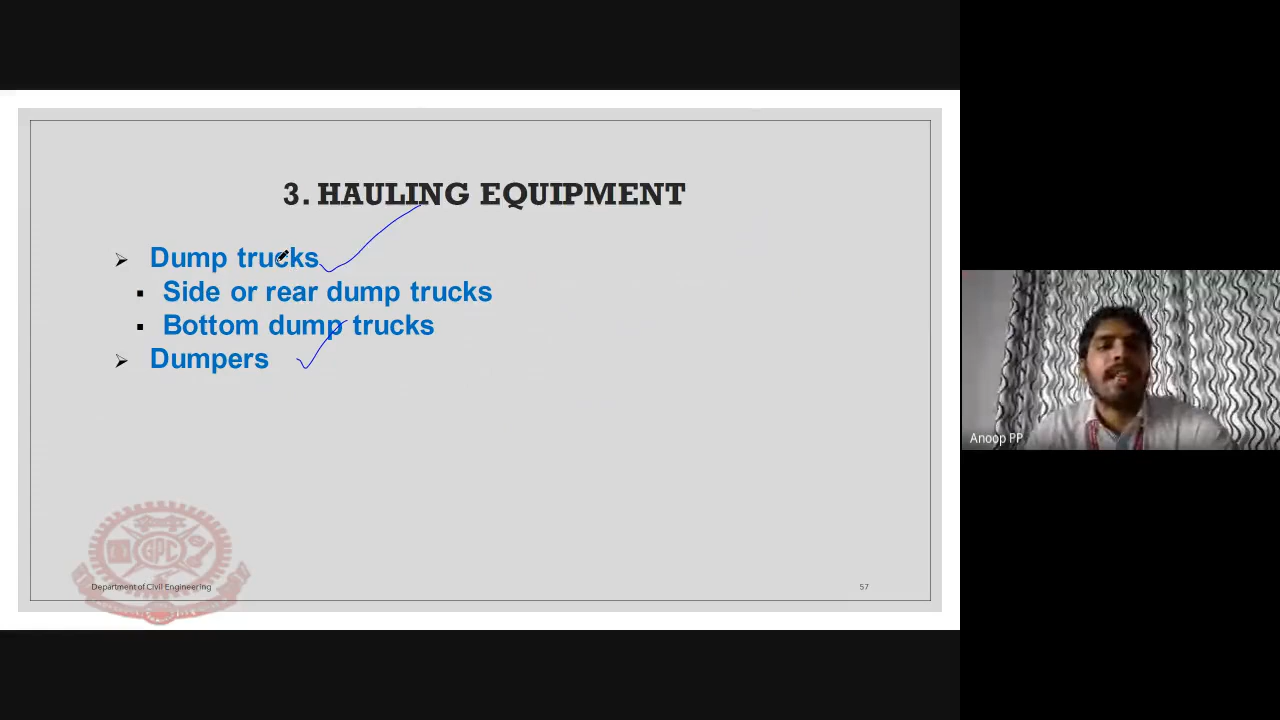 3. HAULING EQUIPMENT
Dump trucks
Side or rear dump trucks
Bottom dump trucks
Dumpers
GPC
Department of Civil Engineering
57
Anoop PP